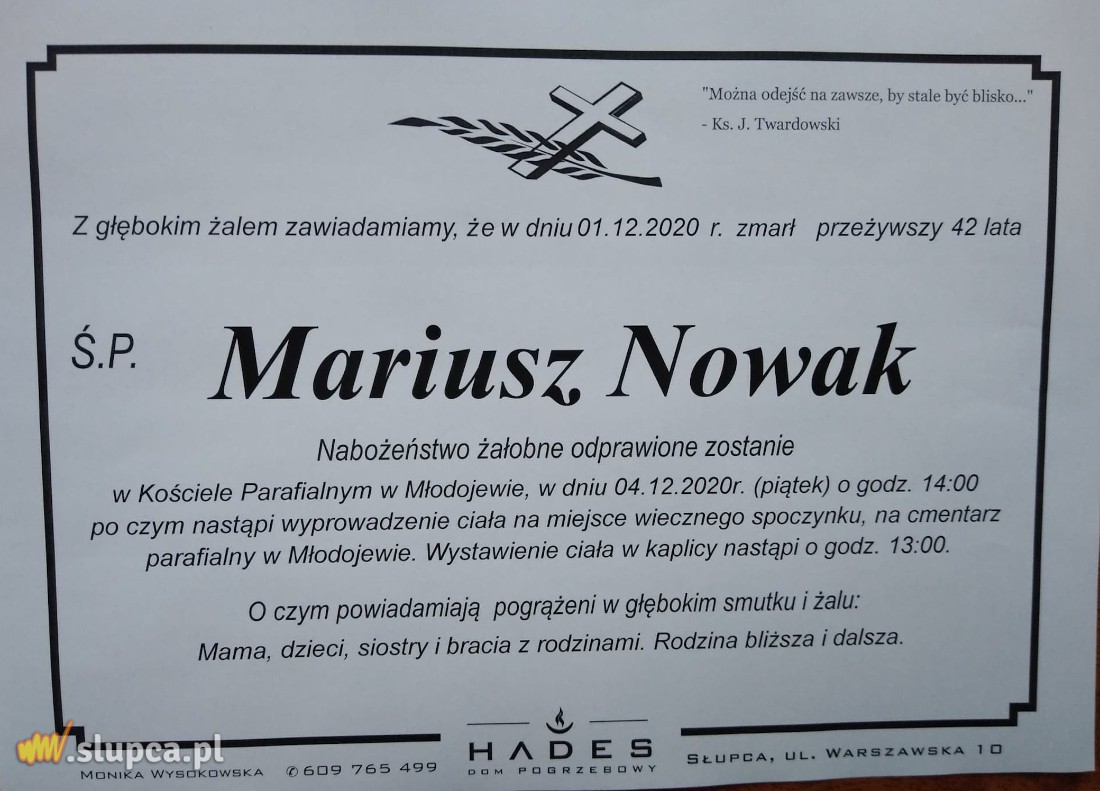 "Można odejść na zawsze, by stale być blisko..."
- Ks. J. Twardowski
Z głębokim żalem zawiadamiamy, że w dniu 01.12.2020 r. zmarł przeżywszy 42 lata
Ś.P. Mariusz Nowak
Nabożeństwo żałobne odprawione zostanie
w Kościele Parafialnym w Młodojewie, w dniu 04.12.2020r. (piątek) o godz. 14:00
po czym nastąpi wyprowadzenie ciała na miejsce wiecznego spoczynku, na cmentarz
parafialny w Młodojewie. Wystawienie ciała w kaplicy nastąpi o godz. 13:00.
O czym powiadamiają pogrążeni w głębokim smutku i żalu:
Mama, dzieci, siostry i bracia z rodzinami. Rodzina bliższa i dalsza.
www.slupca.pl
Monika Wysokowska ✆609 765 499
HADES
DOM POGRZEBOWY
Słupca, ul. Warszawska 10